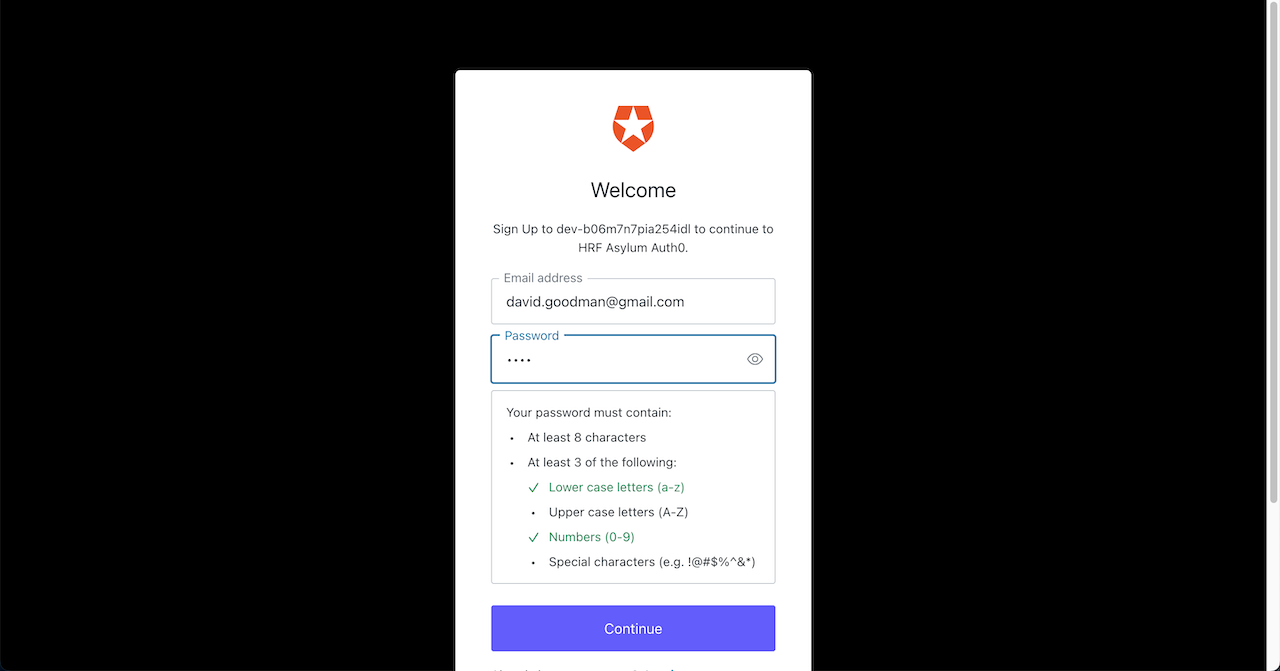 Welcome
Sign Up to dev-b06m7n7pia254idl to continue to
HRF Asylum Auth0.
Email address
david.goodman@gmail.com
Password
••••
Your password must contain:
• At least 8 characters
• At least 3 of the following:
✓ Lower case letters (a-z)
• Upper case letters (A-Z)
✓ Numbers (0-9)
• Special characters (e.g. !@#$%^&*)
Continue